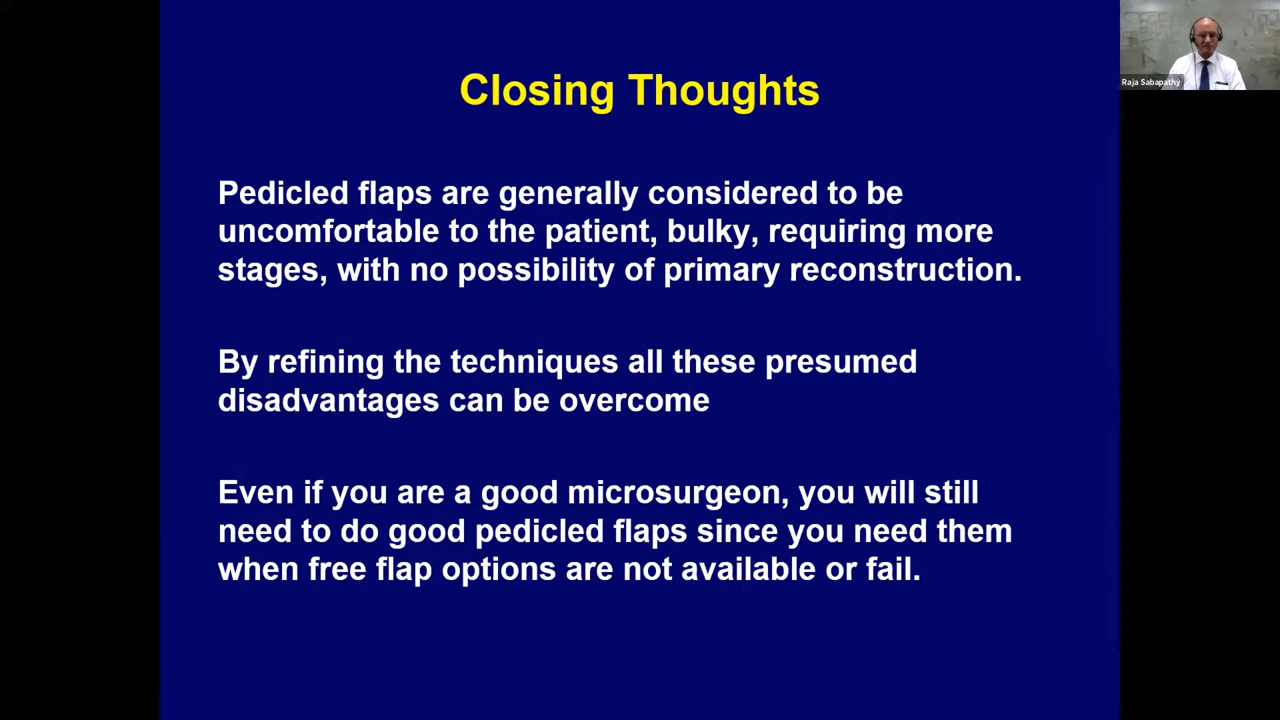 Closing Thoughts
Pedicled flaps are generally considered to be
uncomfortable to the patient, bulky, requiring more
stages, with no possibility of primary reconstruction.
By refining the techniques all these presumed
disadvantages can be overcome
Even if you are a good microsurgeon, you will still
need to do good pedicled flaps since you need them
when free flap options are not available or fail.
Raja Sabapathy